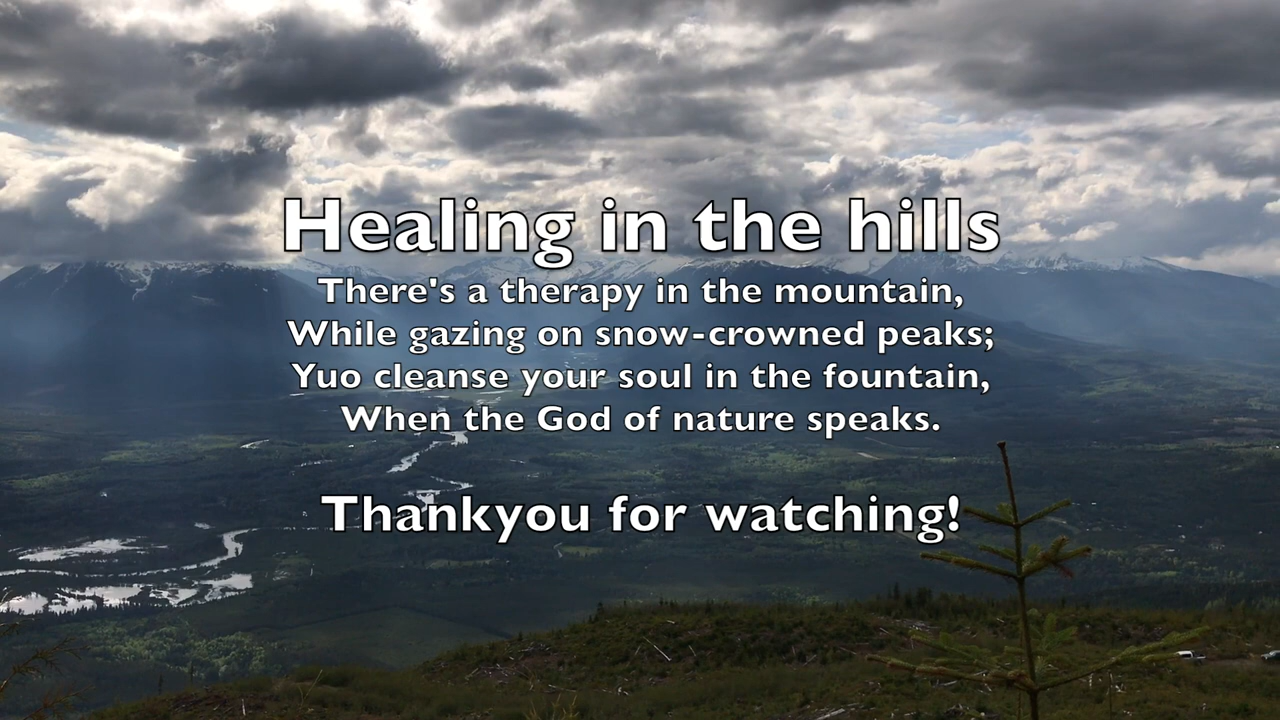 Healing in the hills
There's a therapy in the mountain,
While gazing on snow-crowned peaks;
Yuo cleanse your soul in the fountain,
When the God of nature speaks.
Thankyou for watching!